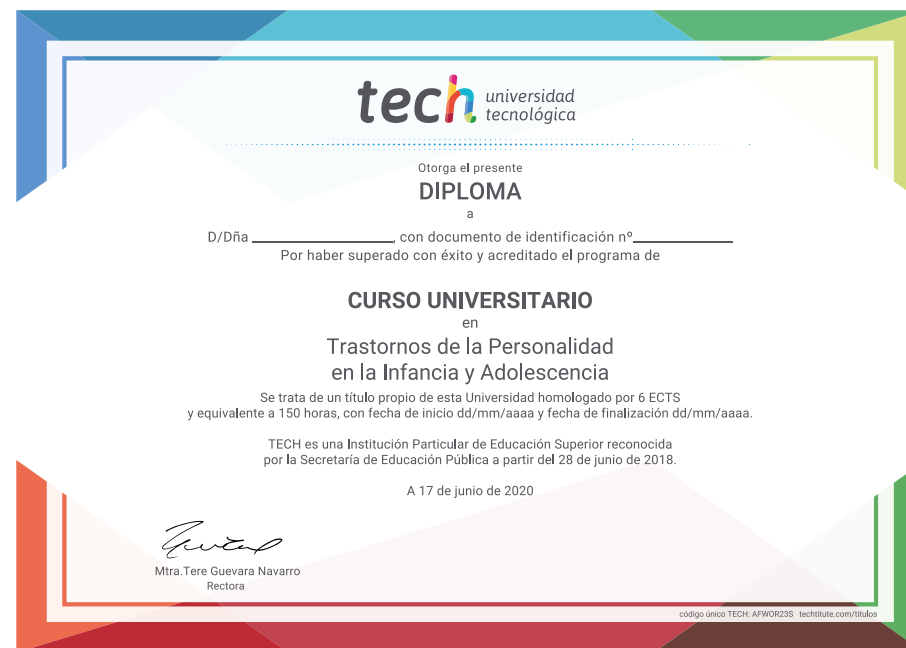 tech universidad
tecnológica
Otorga el presente
DIPLOMA
a
D/Dña ____________________, con documento de identificación nº______________
Por haber superado con éxito y acreditado el programa de
CURSO UNIVERSITARIO
en
Trastornos de la Personalidad
en la Infancia y Adolescencia
Se trata de un título propio de esta Universidad homologado por 6 ECTS
y equivalente a 150 horas, con fecha de inicio dd/mm/aaaa y fecha de finalización dd/mm/aaaa.
TECH es una Institución Particular de Educación Superior reconocida
por la Secretaría de Educación Pública a partir del 28 de junio de 2018.
A 17 de junio de 2020
Mtra.Tere Guevara Navarro
Rectora
código único TECH: AFWOR23S techtitute.com/titulos